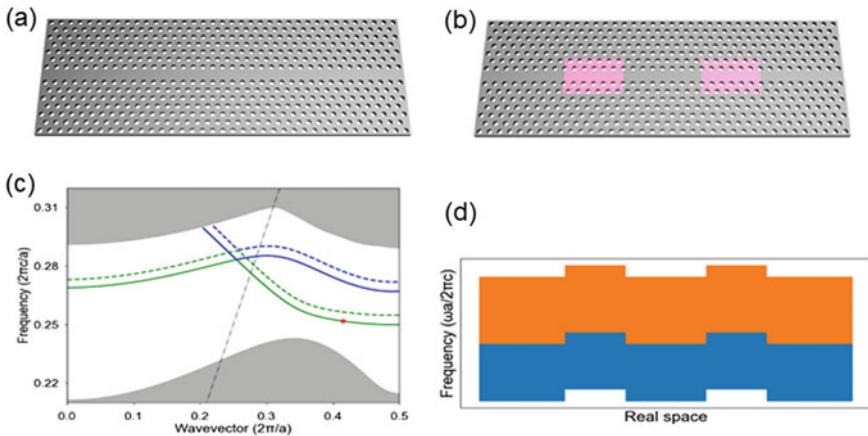 (a)
(b)
(c)
Frequency (2πc/a)
0.31
0.28
0.25
0.22
0.0
0.1
0.2
0.3
0.4
0.5
Wavevector (2π/a)
(d)
Frequency (ωa/2πc)
Real space